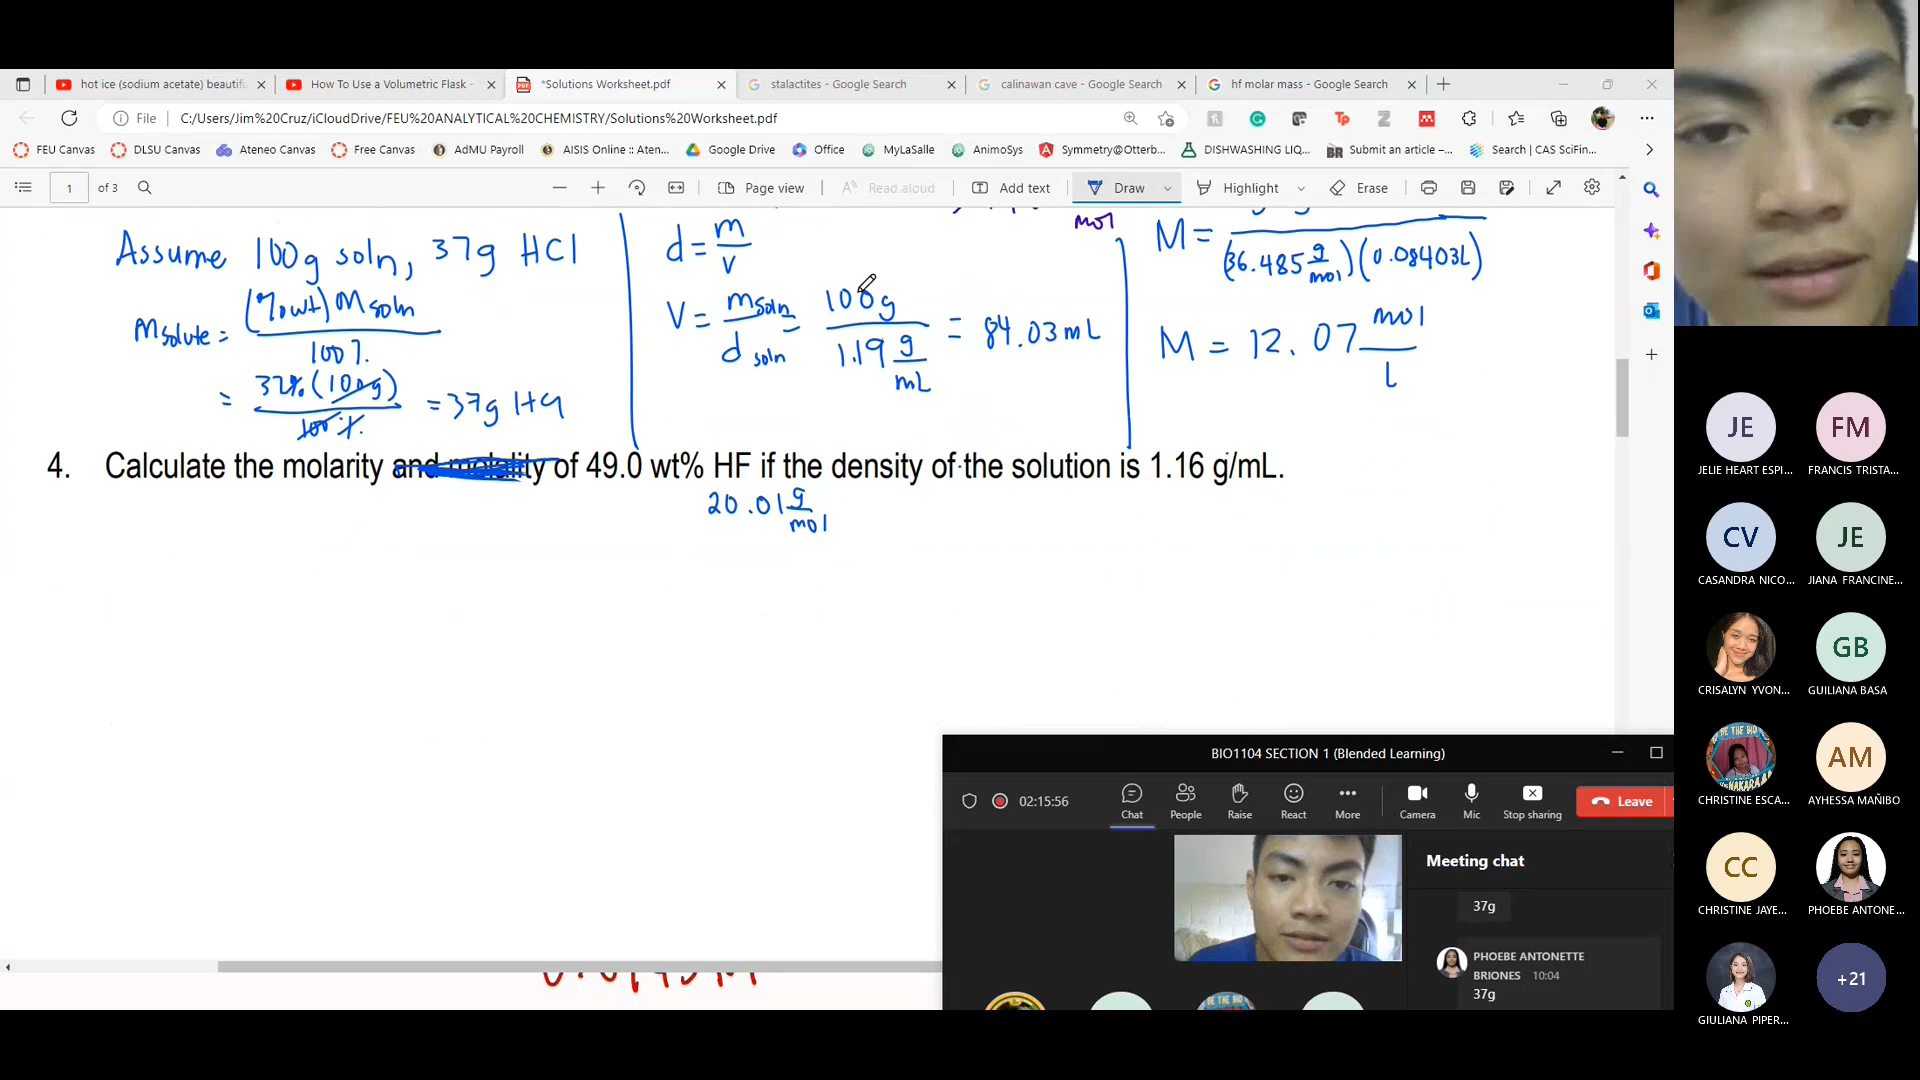 hot ice (sodium acetate) beautifu
How To Use a Volumetric Flask -
*Solutions Worksheet.pdf
stalactites - Google Search
calinawan cave - Google Search
hf molar mass - Google Search
File
C:/Users/Jim%20Cruz/iCloudDrive/FEU%20ANALYTICAL%20CHEMISTRY/Solutions%20Worksheet.pdf
FEU Canvas
DLSU Canvas
Ateneo Canvas
Free Canvas
AdMU Payroll
AISIS Online :: Aten...
Google Drive
Office
MyLaSalle
AnimoSys
Symmetry@Otterb...
DISHWASHING LIQ...
Submit an article –...
Search | CAS SciFin...
1 of 3
Page view
Read aloud
Add text
Draw
Highlight
Erase
Assume 100g soln, 37g HCl
Msolute = (%wt) Msoln
100%
= 37% (100g) = 37g HCl
100 %
d = m
v
V = msoln = 100g = 84.03 mL
d soln 1.19 g
mL
mol
M =
(36.485 g/mol)(0.08403L)
M = 12.07 mol
L
4. Calculate the molarity and molality of 49.0 wt% HF if the density of the solution is 1.16 g/mL.
20.01 g
mol
BIO1104 SECTION 1 (Blended Learning)
02:15:56
Chat
People
Raise
React
More
Camera
Mic
Stop sharing
Leave
Meeting chat
37g
PHOEBE ANTONETTE
BRIONES 10:04
37g
JE
JELIE HEART ESPI...
FM
FRANCIS TRISTA...
CV
CASANDRA NICO...
JE
JIANA FRANCINE...
CRISALYN YVON...
GB
GUILIANA BASA
CHRISTINE ESCA...
AM
AYHESSA MAÑIBO
CC
CHRISTINE JAYE...
PHOEBE ANTONE...
GIULIANA PIPER...
+21